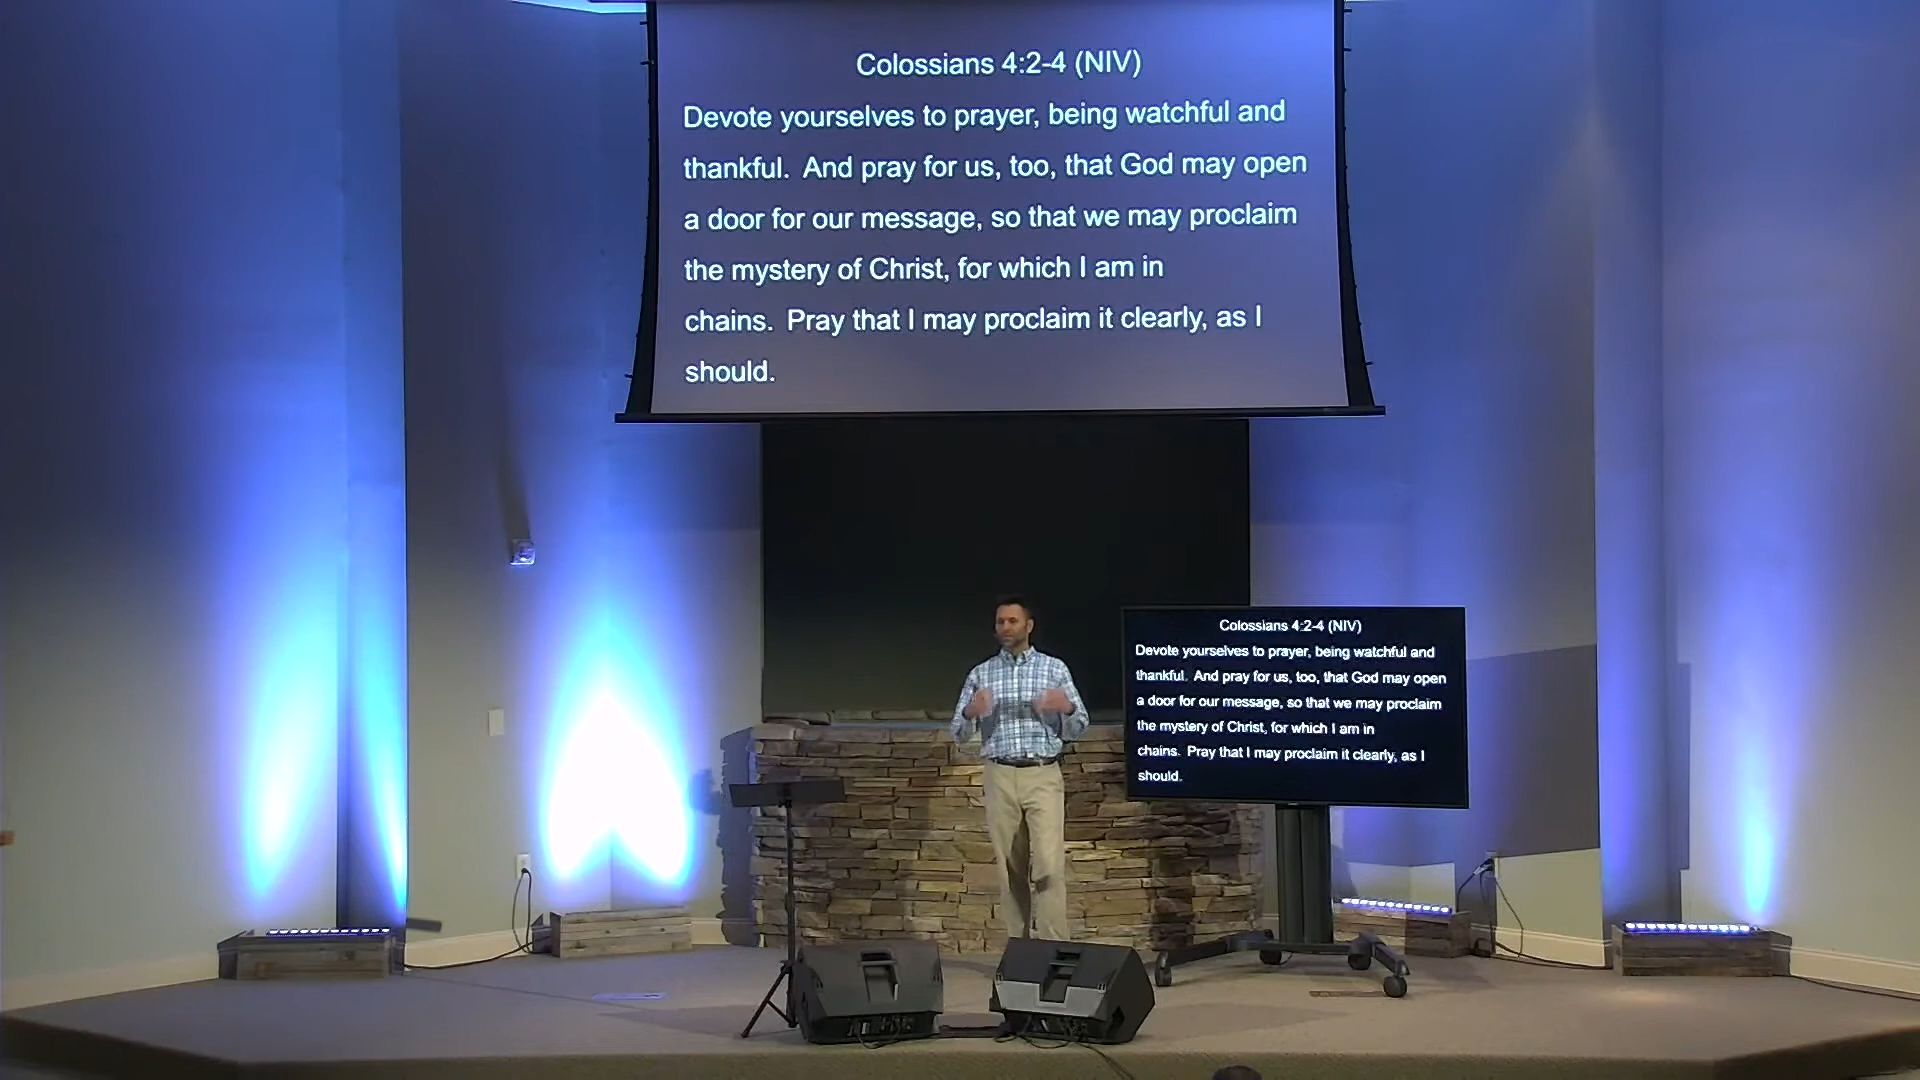 Colossians 4:2-4 (NIV)
Devote yourselves to prayer, being watchful and
thankful.  And pray for us, too, that God may open
a door for our message, so that we may proclaim
the mystery of Christ, for which I am in
chains.  Pray that I may proclaim it clearly, as I
should.
Colossians 4:2-4 (NIV)
Devote yourselves to prayer, being watchful and
thankful.  And pray for us, too, that God may open
a door for our message, so that we may proclaim
the mystery of Christ, for which I am in
chains.  Pray that I may proclaim it clearly, as I
should.